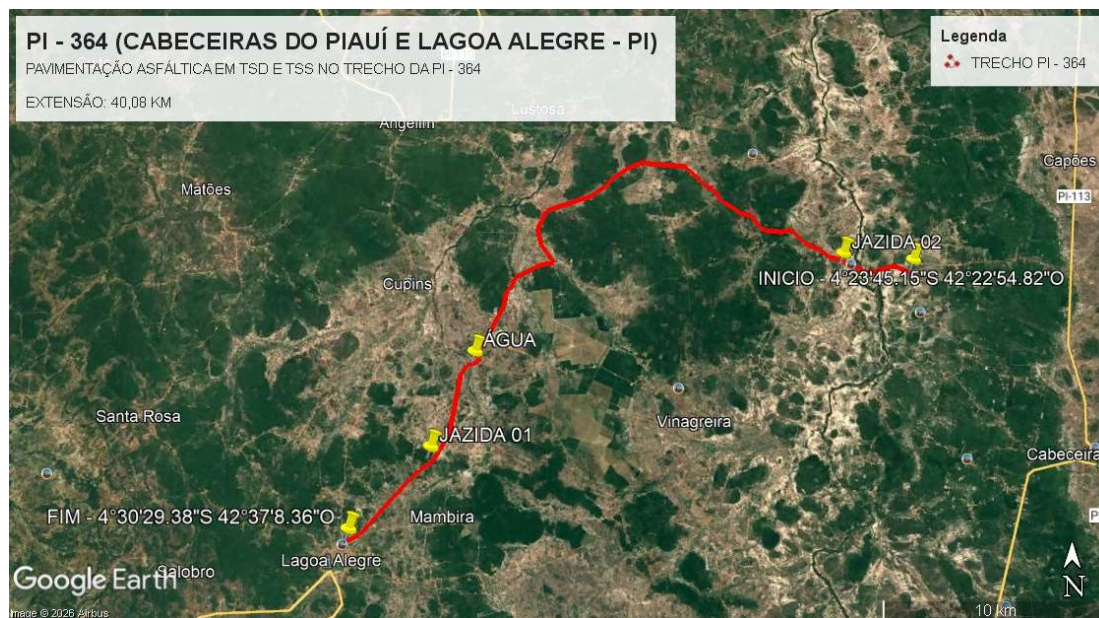 PI - 364 (CABECEIRAS DO PIAUÍ E LAGOA ALEGRE - PI)
PAVIMENTAÇÃO ASFÁLTICA EM TSD E TSS NO TRECHO DA PI - 364
EXTENSÃO: 40,08 KM
Legenda
TRECHO PI - 364
Lustosa
Angelim
Capões
Matões
PI-113
JAZIDA 02
INICIO - 4°23'45.15"S 42°22'54.82"O
Cupins
ÁGUA
Santa Rosa
Vinagreira
JAZIDA 01
Cabeceira
FIM - 4°30'29.38"S 42°37'8.36"O
Mambira
Lagoa Alegre
Salobro
Google Earth
N
Image © 2026 Airbus
10 km